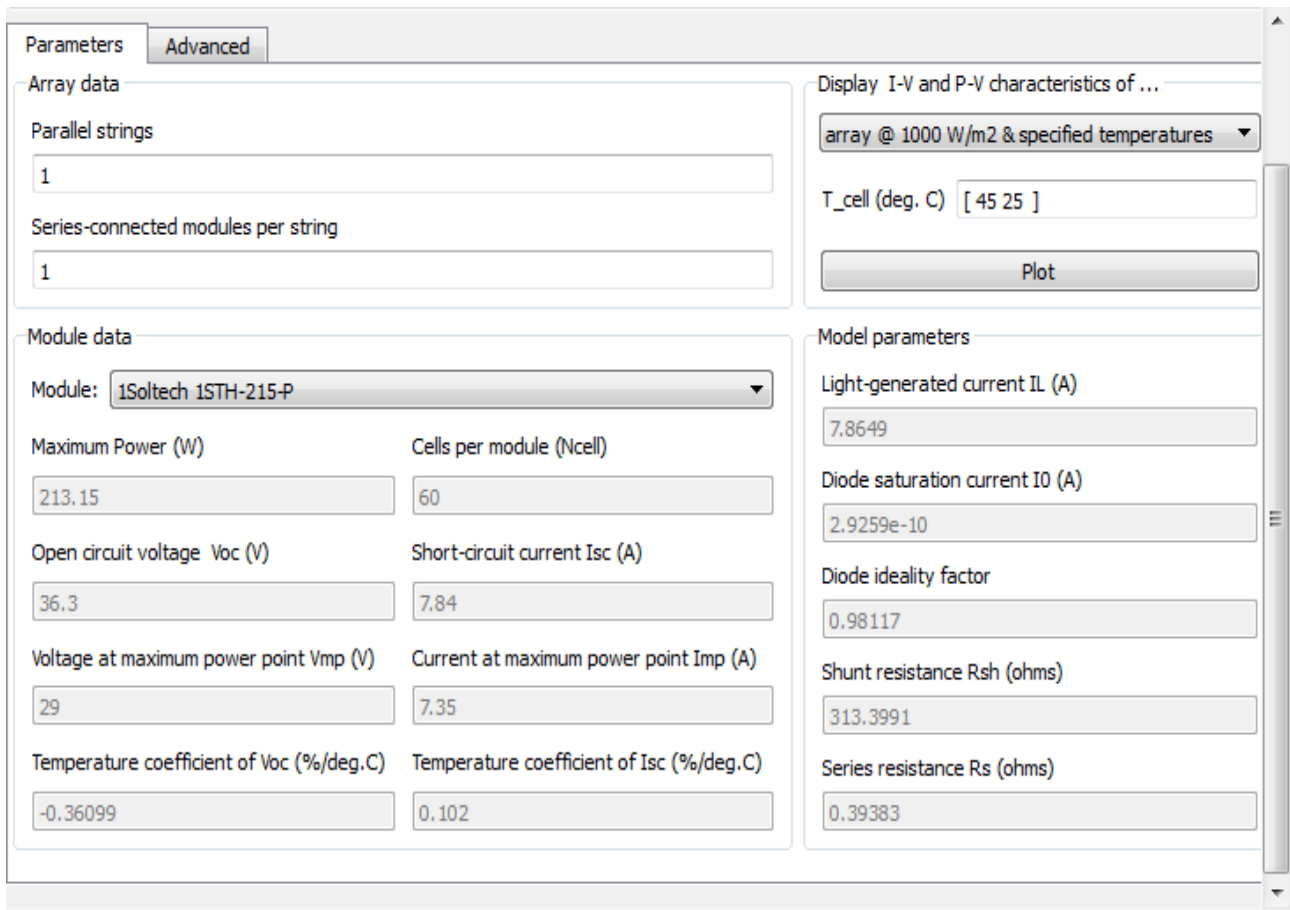 Parameters
Advanced
Array data
Parallel strings
1
Series-connected modules per string
1
Display I-V and P-V characteristics of ...
array @ 1000 W/m2 & specified temperatures
T_cell (deg. C) [ 45 25 ]
Plot
Module data
Module: 1Soltech 1STH-215-P
Maximum Power (W)
213.15
Cells per module (Ncell)
60
Open circuit voltage Voc (V)
36.3
Short-circuit current Isc (A)
7.84
Voltage at maximum power point Vmp (V)
29
Current at maximum power point Imp (A)
7.35
Temperature coefficient of Voc (%/deg.C)
-0.36099
Temperature coefficient of Isc (%/deg.C)
0.102
Model parameters
Light-generated current IL (A)
7.8649
Diode saturation current I0 (A)
2.9259e-10
Diode ideality factor
0.98117
Shunt resistance Rsh (ohms)
313.3991
Series resistance Rs (ohms)
0.39383